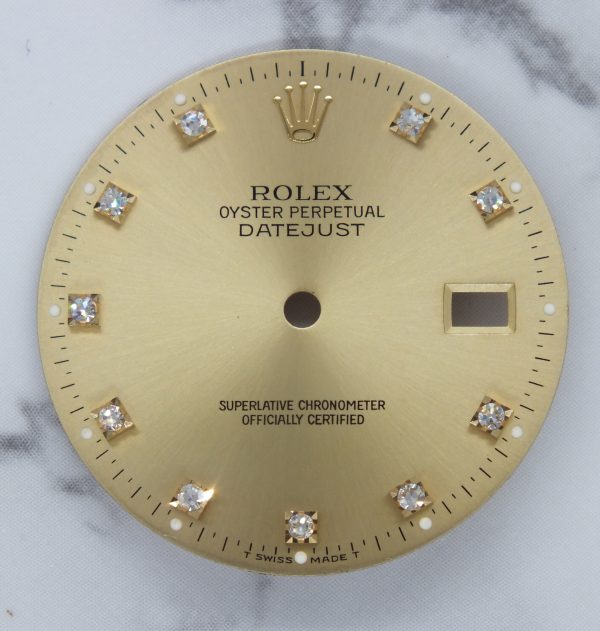 ROLEX
OYSTER PERPETUAL
DATEJUST
SUPERLATIVE CHRONOMETER
OFFICIALLY CERTIFIED
T SWISS MADE T